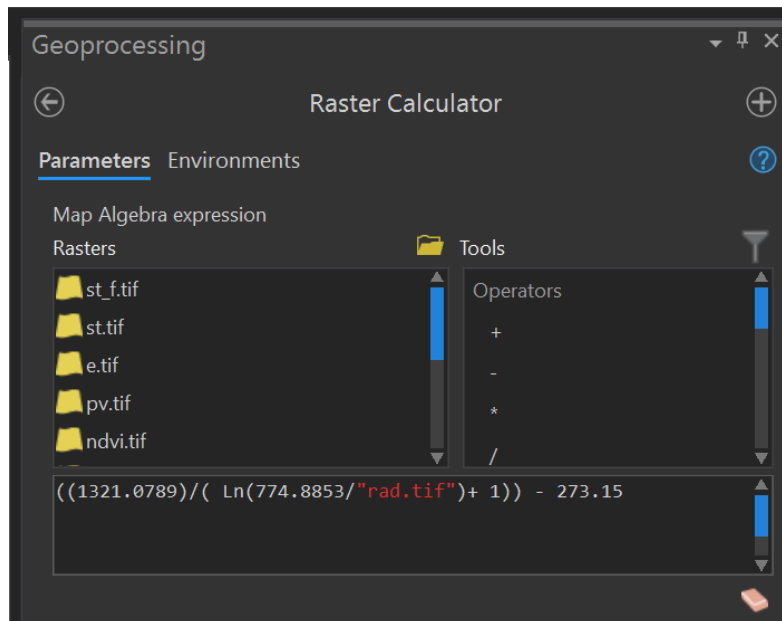 Geoprocessing
Raster Calculator
Parameters Environments
Map Algebra expression
Rasters
st_f.tif
st.tif
e.tif
pv.tif
ndvi.tif
Tools
Operators
+
-
*
/
((1321.0789)/( Ln(774.8853/"rad.tif")+ 1)) - 273.15